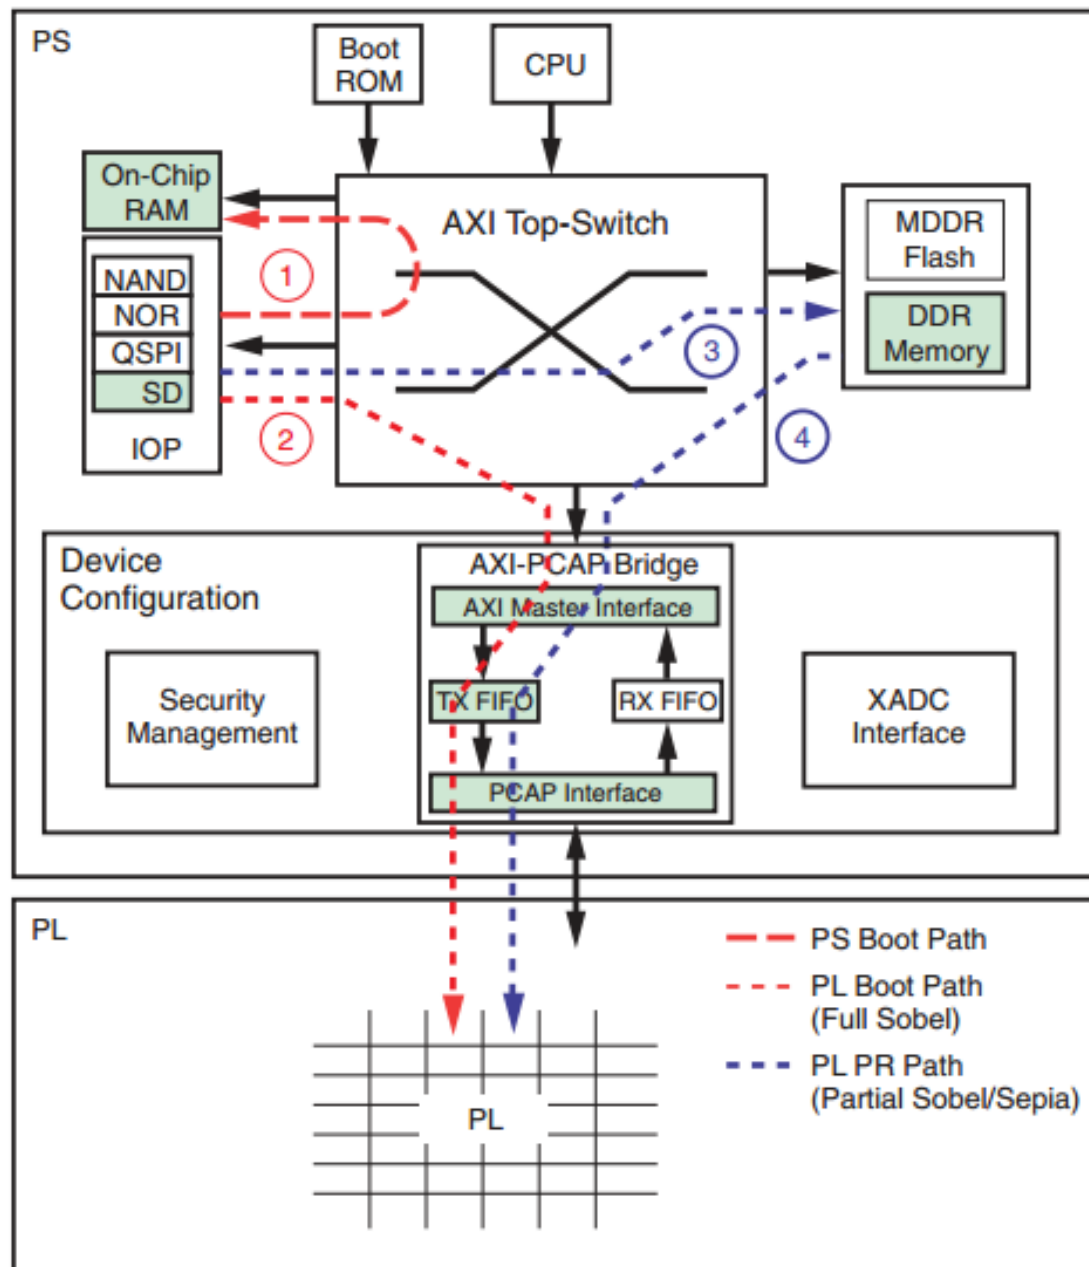 PS
Boot
ROM
CPU
On-Chip
RAM
AXI Top-Switch
MDDR
Flash
1
NAND
NOR
QSPI
SD
IOP
DDR
Memory
3
2
4
Device
Configuration
AXI-PCAP Bridge
AXI Master Interface
Security
Management
TX FIFO
RX FIFO
XADC
Interface
PCAP Interface
PL
PS Boot Path
PL Boot Path
(Full Sobel)
PL PR Path
(Partial Sobel/Sepia)
PL